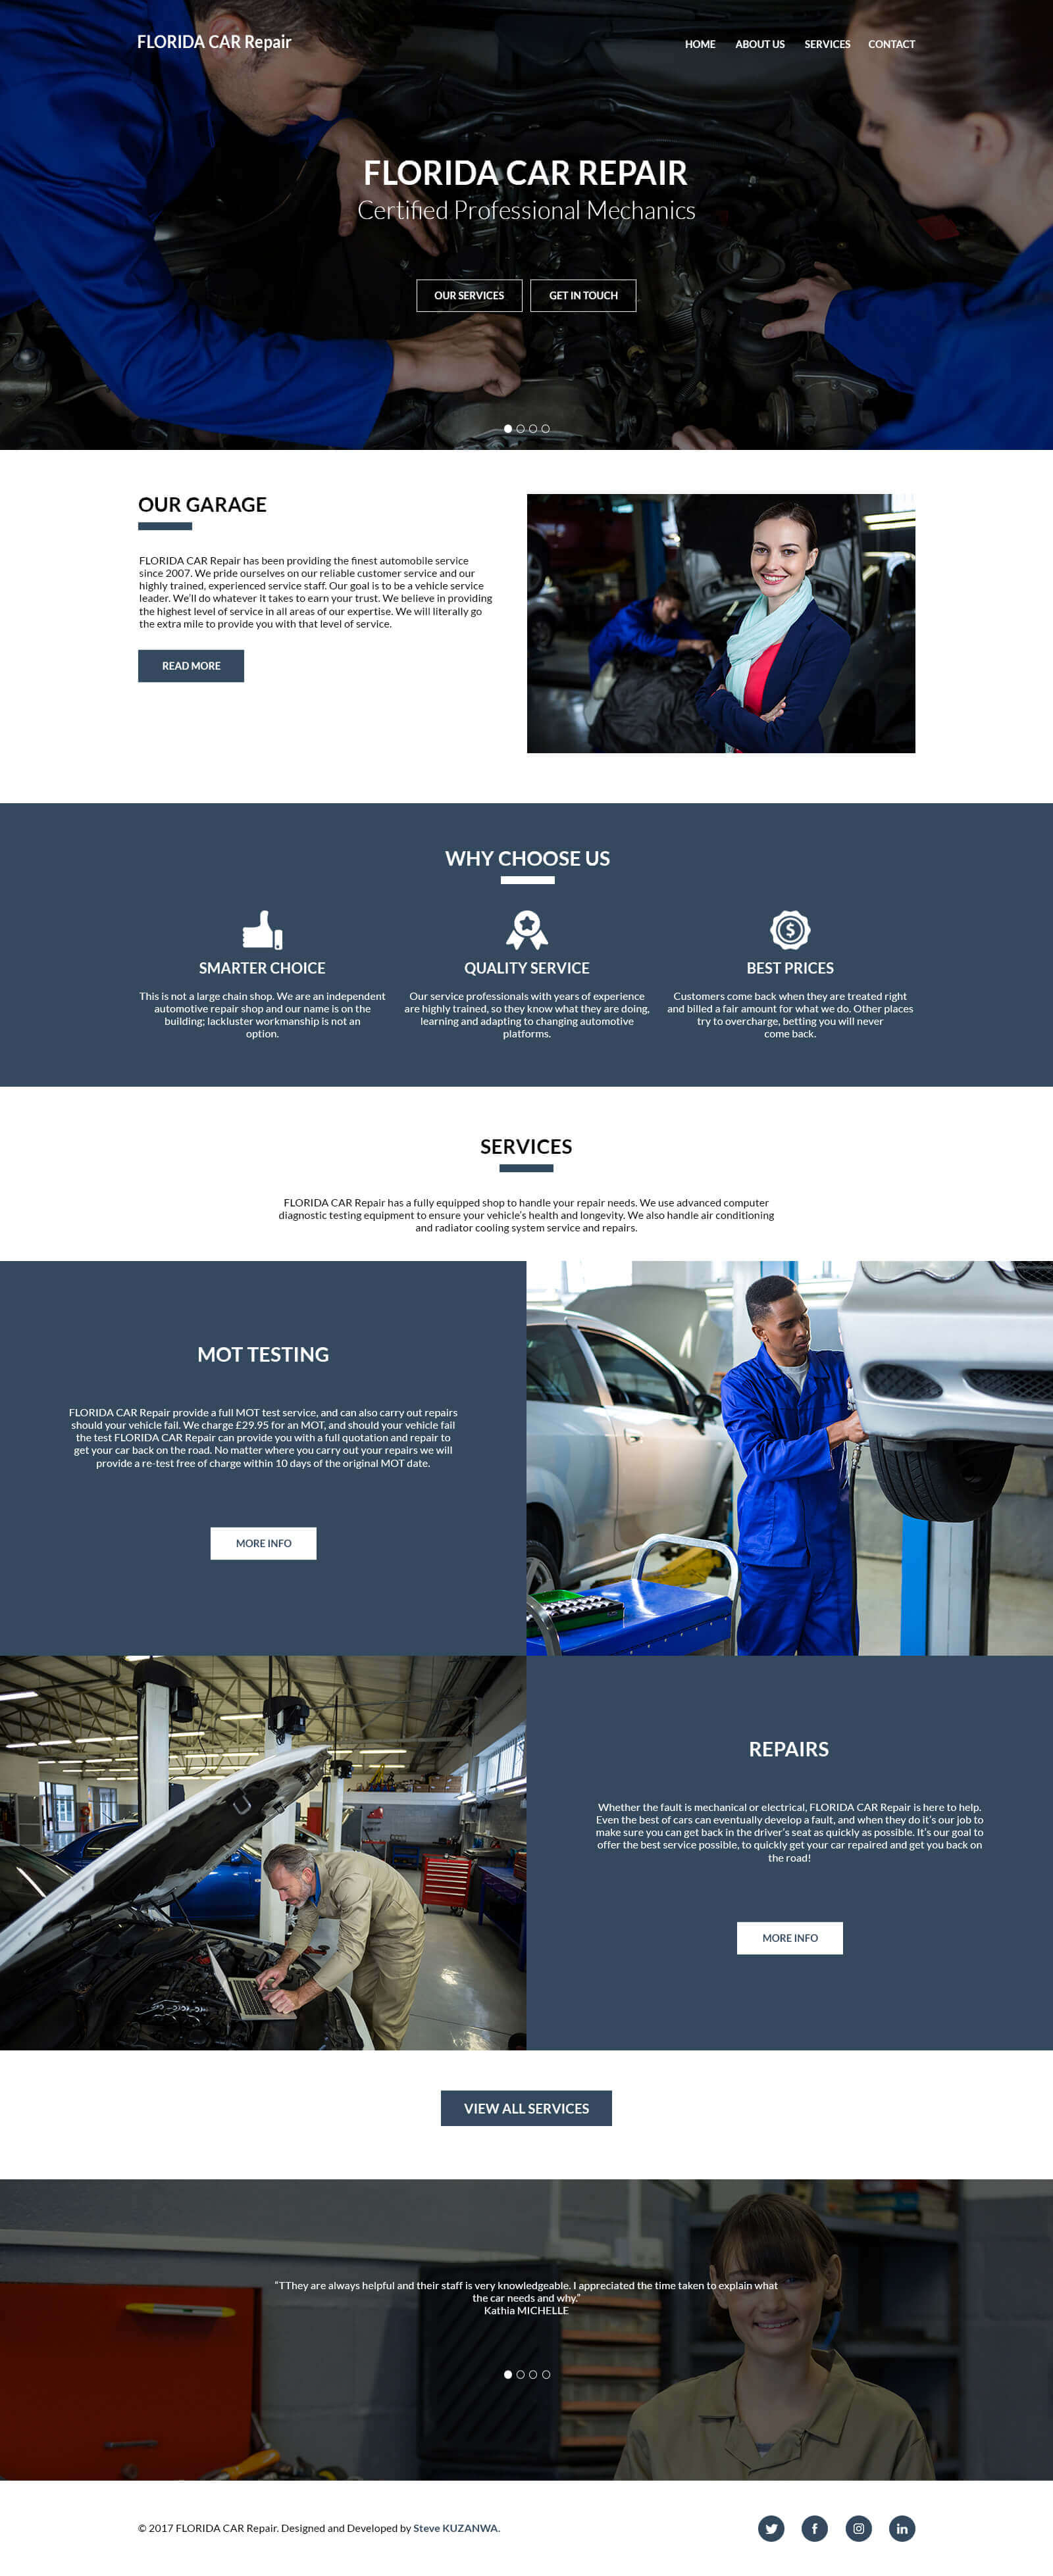 FLORIDA CAR Repair
HOME ABOUT US SERVICES CONTACT
FLORIDA CAR REPAIR
Certified Professional Mechanics
OUR SERVICES GET IN TOUCH
OUR GARAGE
FLORIDA CAR Repair has been providing the finest automobile service
since 2007. We pride ourselves on our reliable customer service and our
highly trained, experienced service staff. Our goal is to be a vehicle service
leader. We’ll do whatever it takes to earn your trust. We believe in providing
the highest level of service in all areas of our expertise. We will literally go
the extra mile to provide you with that level of service.
READ MORE
WHY CHOOSE US
SMARTER CHOICE
This is not a large chain shop. We are an independent
automotive repair shop and our name is on the
building; lackluster workmanship is not an
option.
QUALITY SERVICE
Our service professionals with years of experience
are highly trained, so they know what they are doing,
learning and adapting to changing automotive
platforms.
BEST PRICES
Customers come back when they are treated right
and billed a fair amount for what we do. Other places
try to overcharge, betting you will never
come back.
SERVICES
FLORIDA CAR Repair has a fully equipped shop to handle your repair needs. We use advanced computer
diagnostic testing equipment to ensure your vehicle’s health and longevity. We also handle air conditioning
and radiator cooling system service and repairs.
MOT TESTING
FLORIDA CAR Repair provide a full MOT test service, and can also carry out repairs
should your vehicle fail. We charge £29.95 for an MOT, and should your vehicle fail
the test FLORIDA CAR Repair can provide you with a full quotation and repair to
get your car back on the road. No matter where you carry out your repairs we will
provide a re-test free of charge within 10 days of the original MOT date.
MORE INFO
REPAIRS
Whether the fault is mechanical or electrical, FLORIDA CAR Repair is here to help.
Even the best of cars can eventually develop a fault, and when they do it’s our job to
make sure you can get back in the driver’s seat as quickly as possible. It’s our goal to
offer the best service possible, to quickly get your car repaired and get you back on
the road!
MORE INFO
VIEW ALL SERVICES
“TThey are always helpful and their staff is very knowledgeable. I appreciated the time taken to explain what
the car needs and why.”
Kathia MICHELLE
© 2017 FLORIDA CAR Repair. Designed and Developed by Steve KUZANWA.